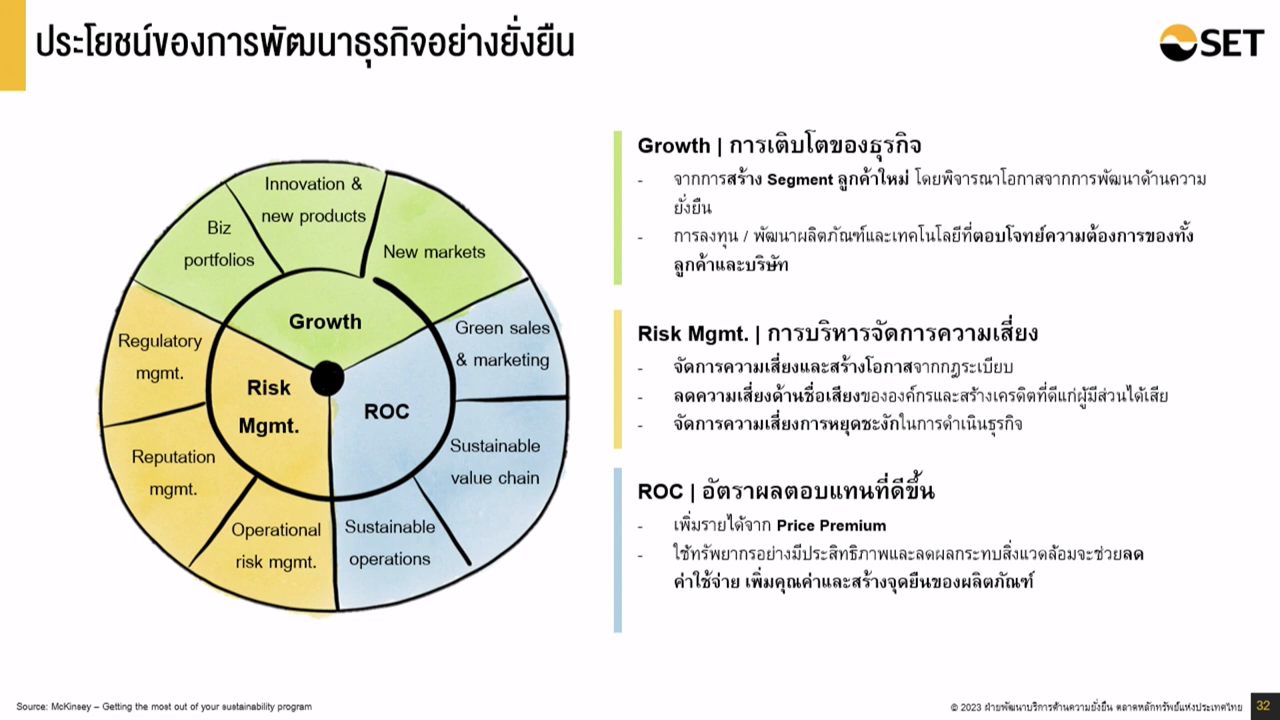 ประโยชน์ของการพัฒนาธุรกิจอย่างยั่งยืน
SET
Innovation &
new products
Biz
portfolios
New markets
Growth
Regulatory
mgmt.
Green sales
& marketing
Risk
Mgmt.
ROC
Reputation
mgmt.
Sustainable
value chain
Operational
risk mgmt.
Sustainable
operations
Growth | การเติบโตของธุรกิจ
- จากการสร้าง Segment ลูกค้าใหม่ โดยพิจารณาโอกาสจากการพัฒนาด้านความ
ยั่งยืน
- การลงทุน / พัฒนาผลิตภัณฑ์และเทคโนโลยีที่ตอบโจทย์ความต้องการของทั้ง
ลูกค้าและบริษัท
Risk Mgmt. | การบริหารจัดการความเสี่ยง
- จัดการความเสี่ยงและสร้างโอกาสจากกฎระเบียบ
- ลดความเสี่ยงด้านชื่อเสียงขององค์กรและสร้างเครดิตที่ดีแก่ผู้มีส่วนได้เสีย
- จัดการความเสี่ยงการหยุดชะงักในการดำเนินธุรกิจ
ROC | อัตราผลตอบแทนที่ดีขึ้น
- เพิ่มรายได้จาก Price Premium
- ใช้ทรัพยากรอย่างมีประสิทธิภาพและลดผลกระทบสิ่งแวดล้อมจะช่วยลด
ค่าใช้จ่าย เพิ่มคุณค่าและสร้างจุดยืนของผลิตภัณฑ์
Source: McKinsey – Getting the most out of your sustainability program
© 2023 ฝ่ายพัฒนาบริการด้านความยั่งยืน ตลาดหลักทรัพย์แห่งประเทศไทย
32